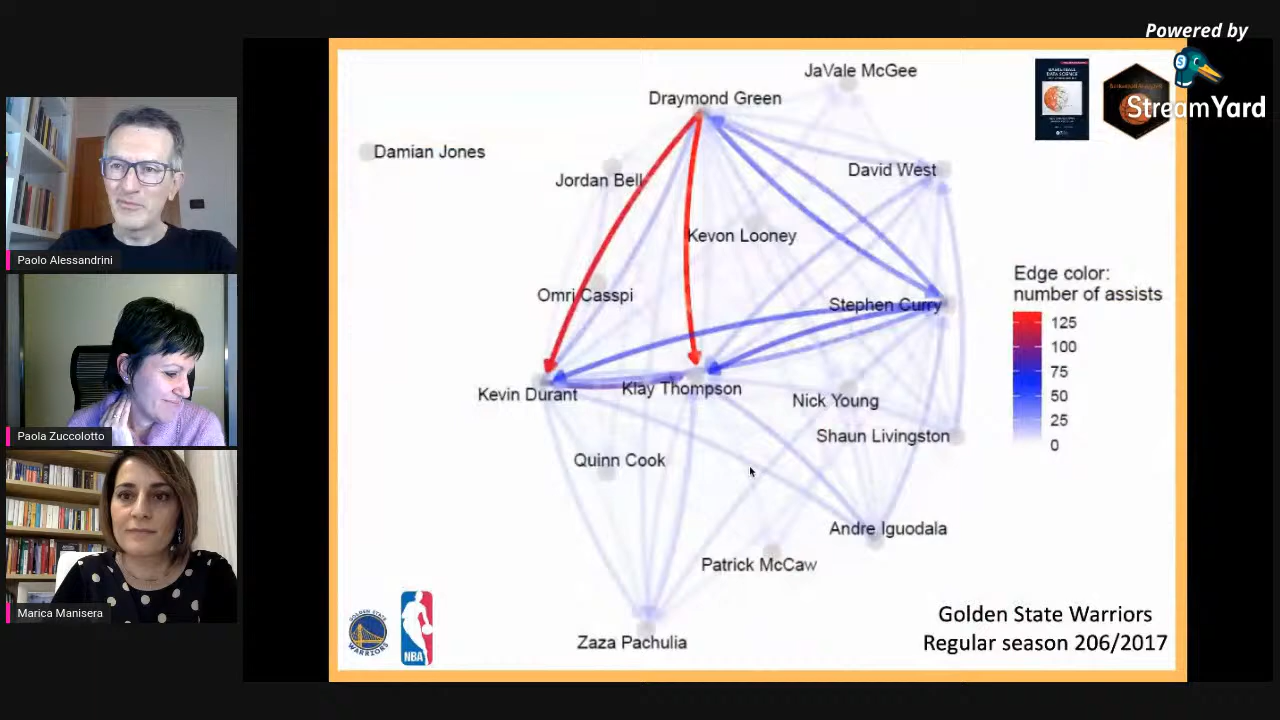 Powered by
StreamYard
Paolo Alessandrini
Paola Zuccolotto
Marica Manisera
JaVale McGee
Draymond Green
Damian Jones
Jordan Bell
David West
Kevon Looney
Omri Casspi
Stephen Curry
Kevin Durant
Klay Thompson
Nick Young
Shaun Livingston
Quinn Cook
Andre Iguodala
Patrick McCaw
Zaza Pachulia
Edge color:
number of assists
125
100
75
50
25
0
Golden State Warriors
Regular season 206/2017
NBA